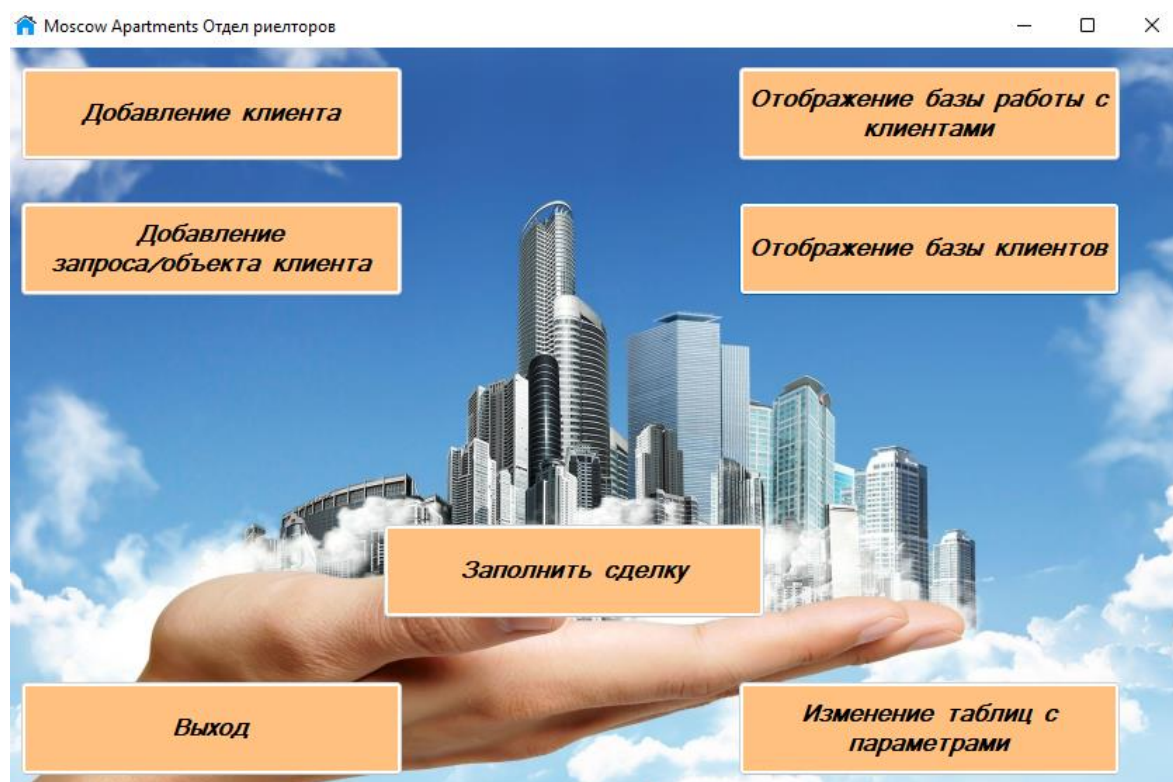 Moscow Apartments Отдел риелторов
Добавление клиента
Отображение базы работы с
клиентами
Добавление
запроса/объекта клиента
Отображение базы клиентов
Заполнить сделку
Выход
Изменение таблиц с
параметрами